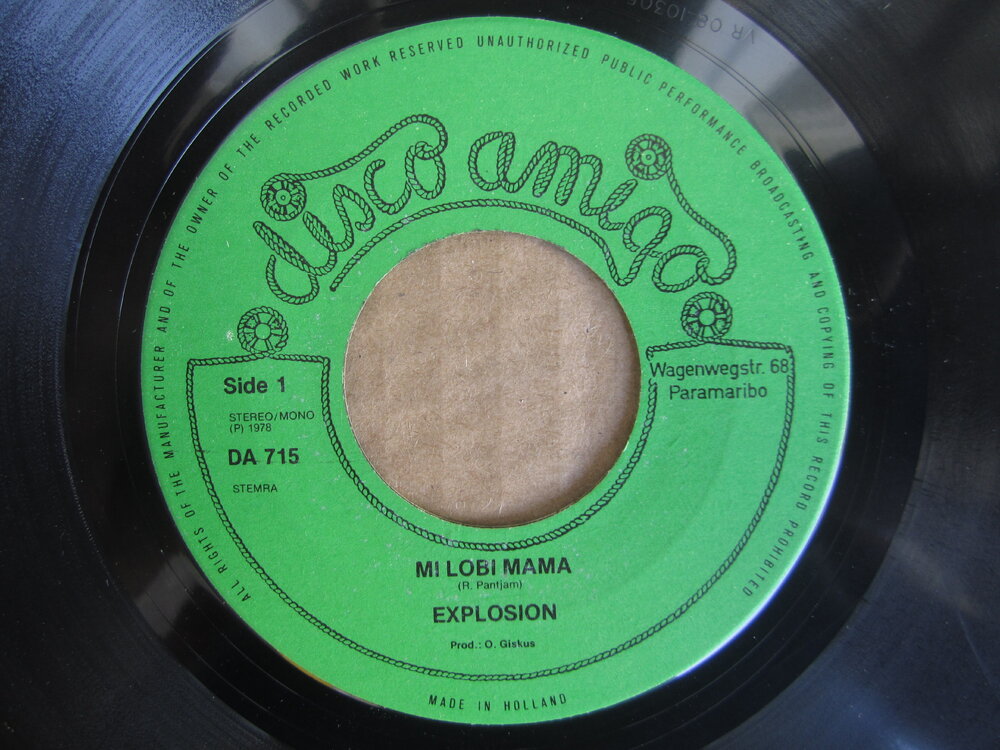 ALL RIGHTS OF THE MANUFACTURER AND OF THE OWNER OF THE RECORDED WORK RESERVED UNAUTHORIZED PUBLIC PERFORMANCE BROADCASTING AND COPYING OF THIS RECORD PROHIBITED
disco amigo
Side 1
STEREO/MONO
(P) 1978
DA 715
STEMRA
Wagenwegstr. 68
Paramaribo
MI LOBI MAMA
(R. Pantjam)
EXPLOSION
Prod.: O. Giskus
MADE IN HOLLAND